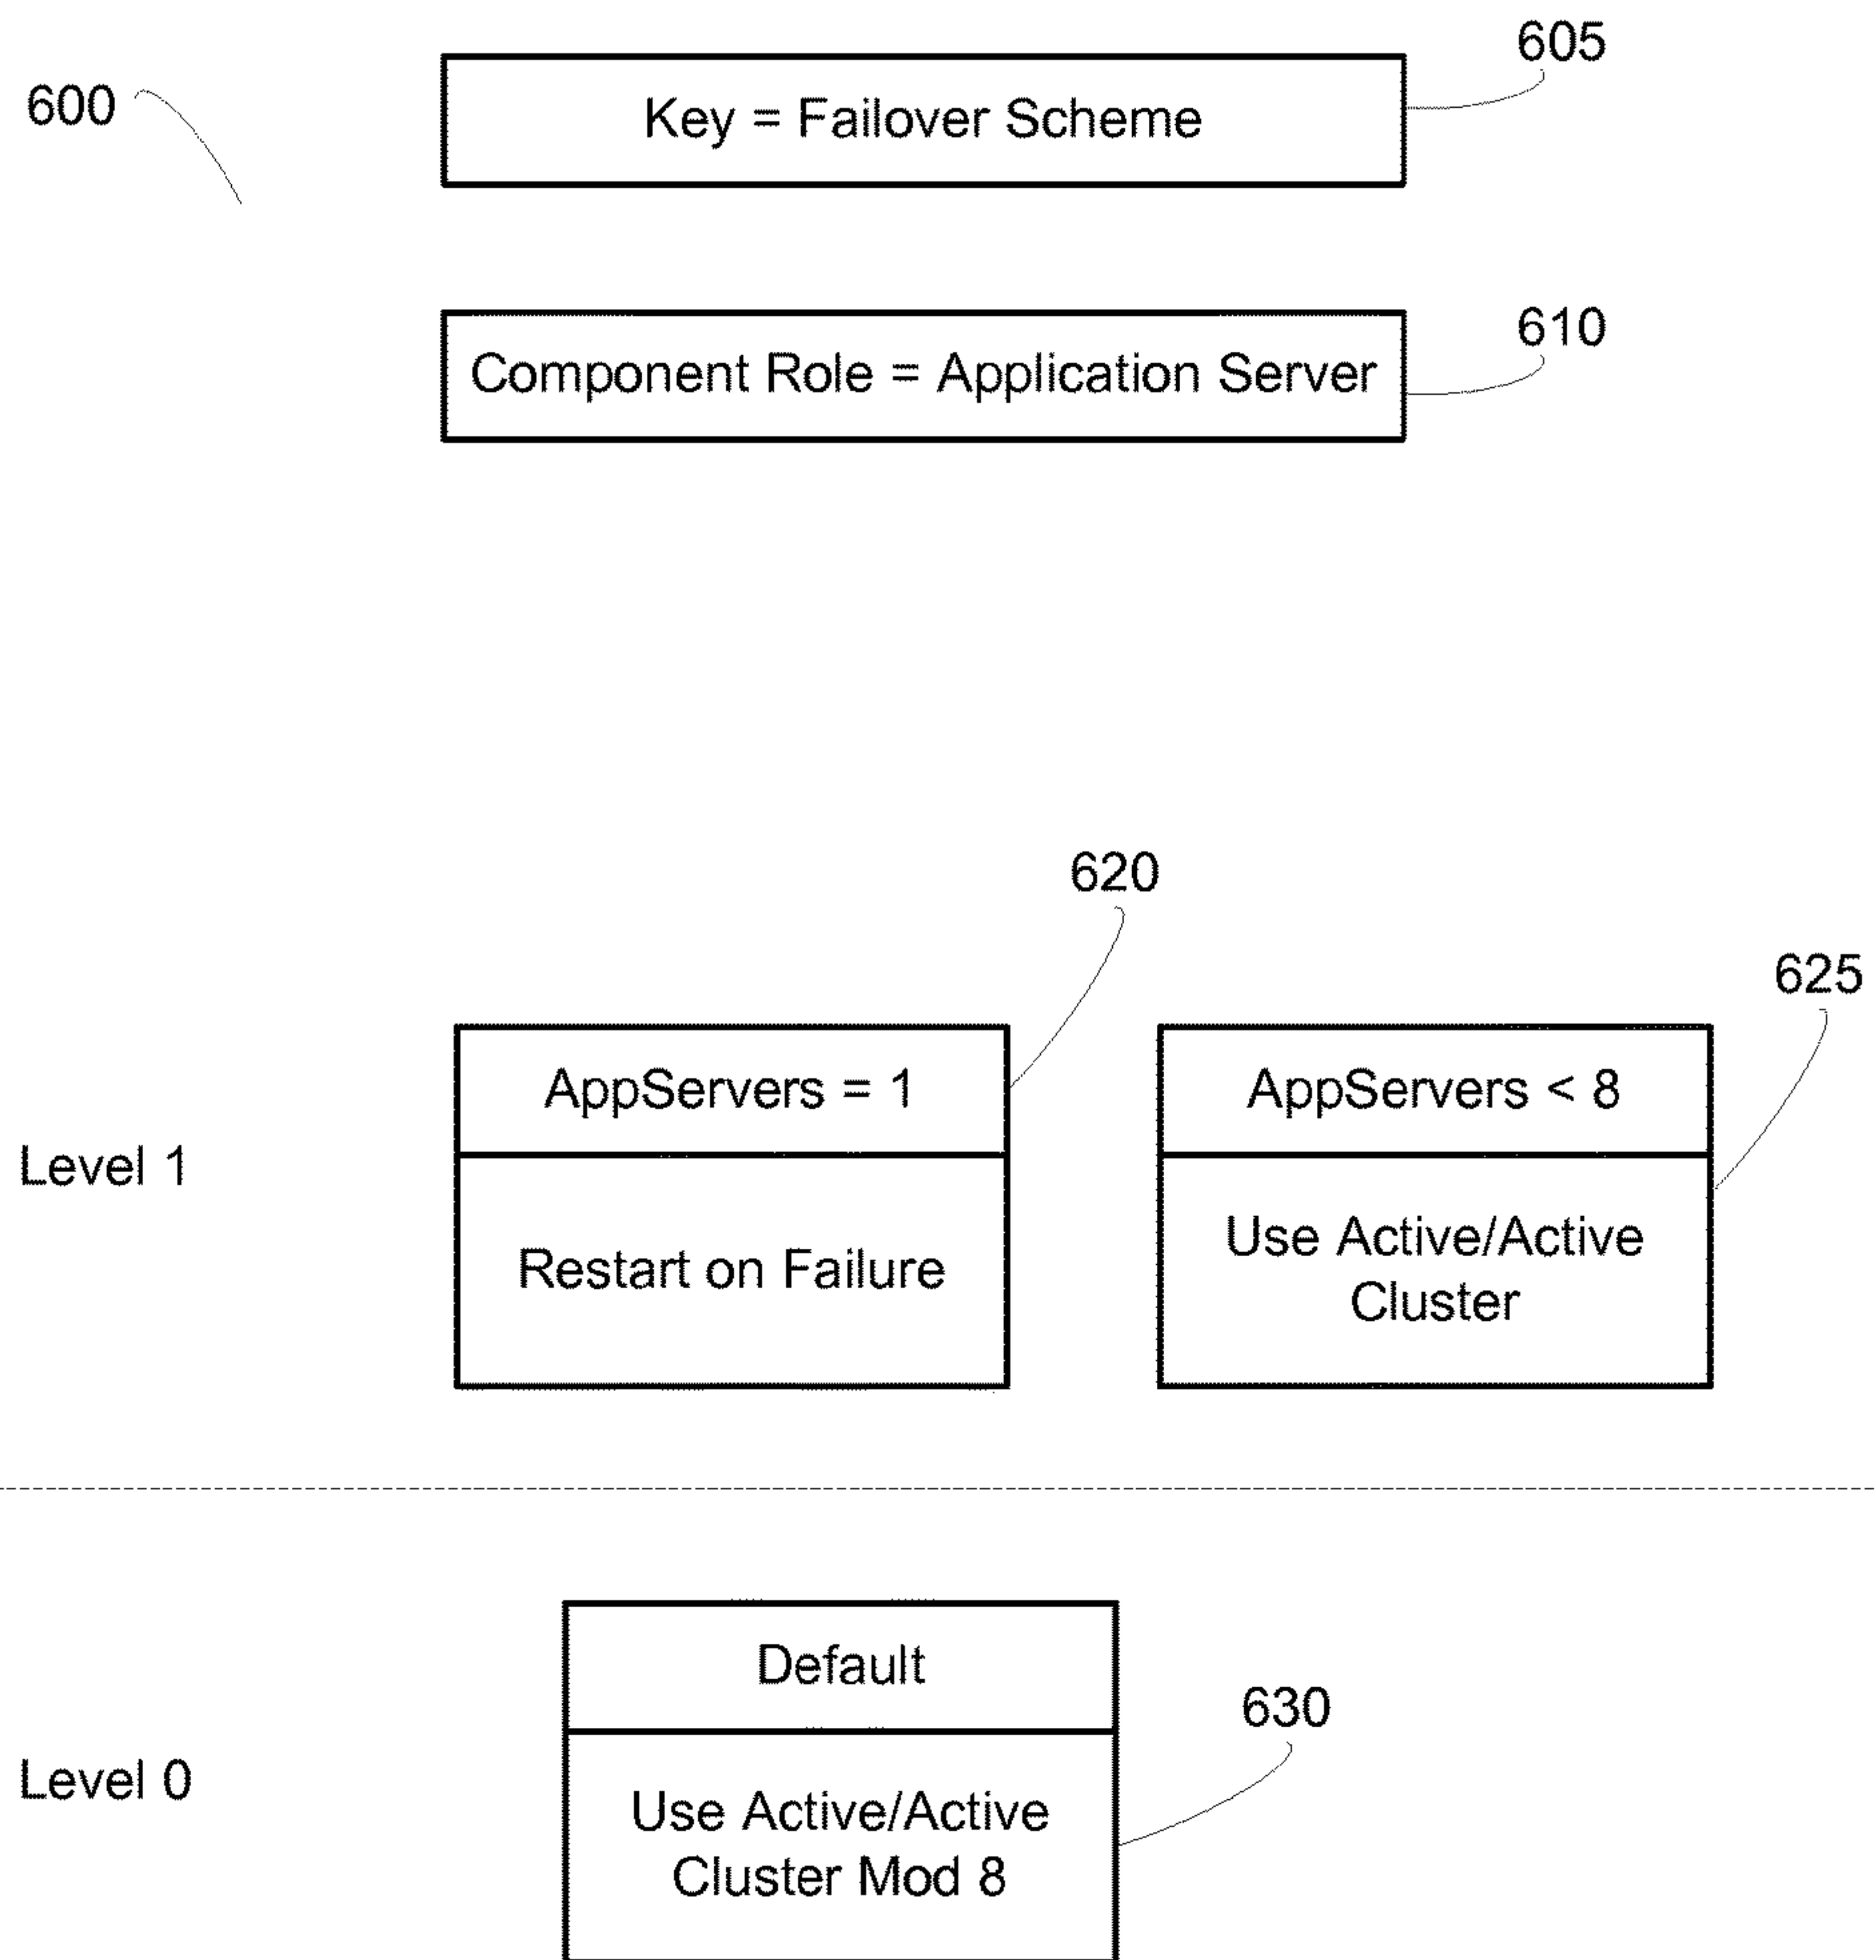 600
605
Key = Failover Scheme
610
Component Role = Application Server
620
625
AppServers = 1
AppServers < 8
Level 1
Restart on Failure
Use Active/Active
Cluster
Default
630
Level 0
Use Active/Active
Cluster Mod 8